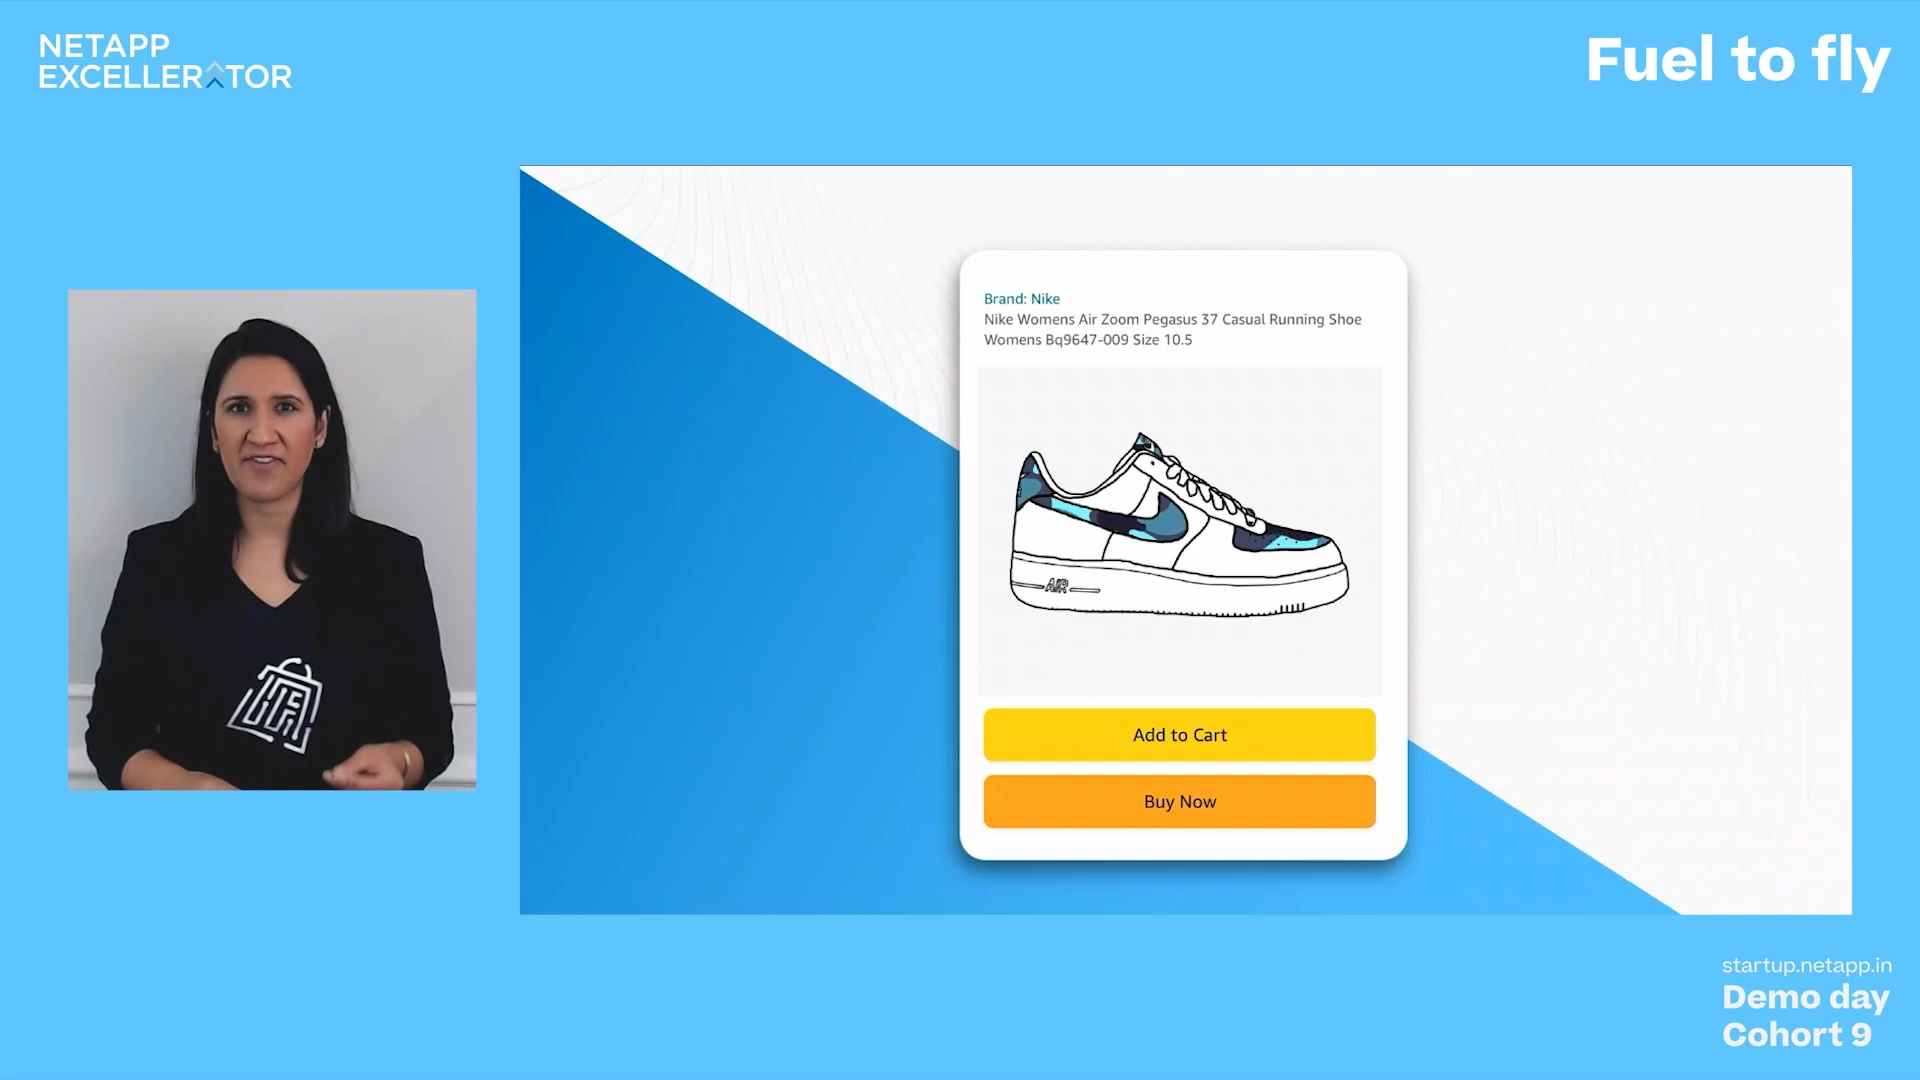 NETAPP
EXCELLERATOR
Fuel to fly
Brand: Nike
Nike Womens Air Zoom Pegasus 37 Casual Running Shoe
Womens Bq9647-009 Size 10.5
AIR
Add to Cart
Buy Now
startup.netapp.in
Demo day
Cohort 9